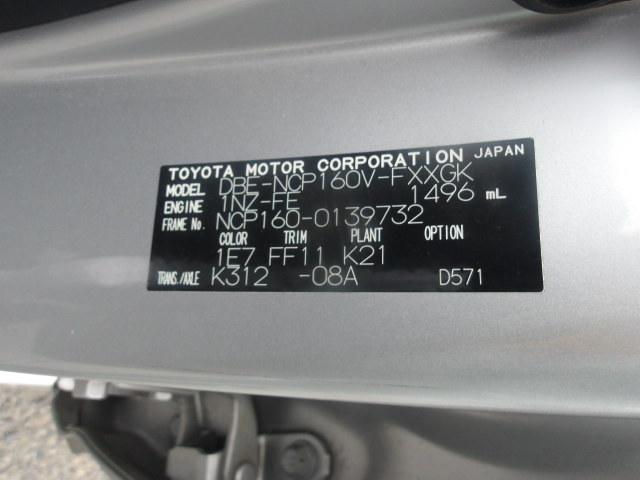 TOYOTA MOTOR CORPORATION JAPAN
MODEL DBE-NCP160V-FXXGK
ENGINE 1NZ-FE 1496 mL
FRAME No. NCP160-0139732
COLOR TRIM PLANT OPTION
1E7 FF11 K21
TRANS./AXLE K312 -08A D571